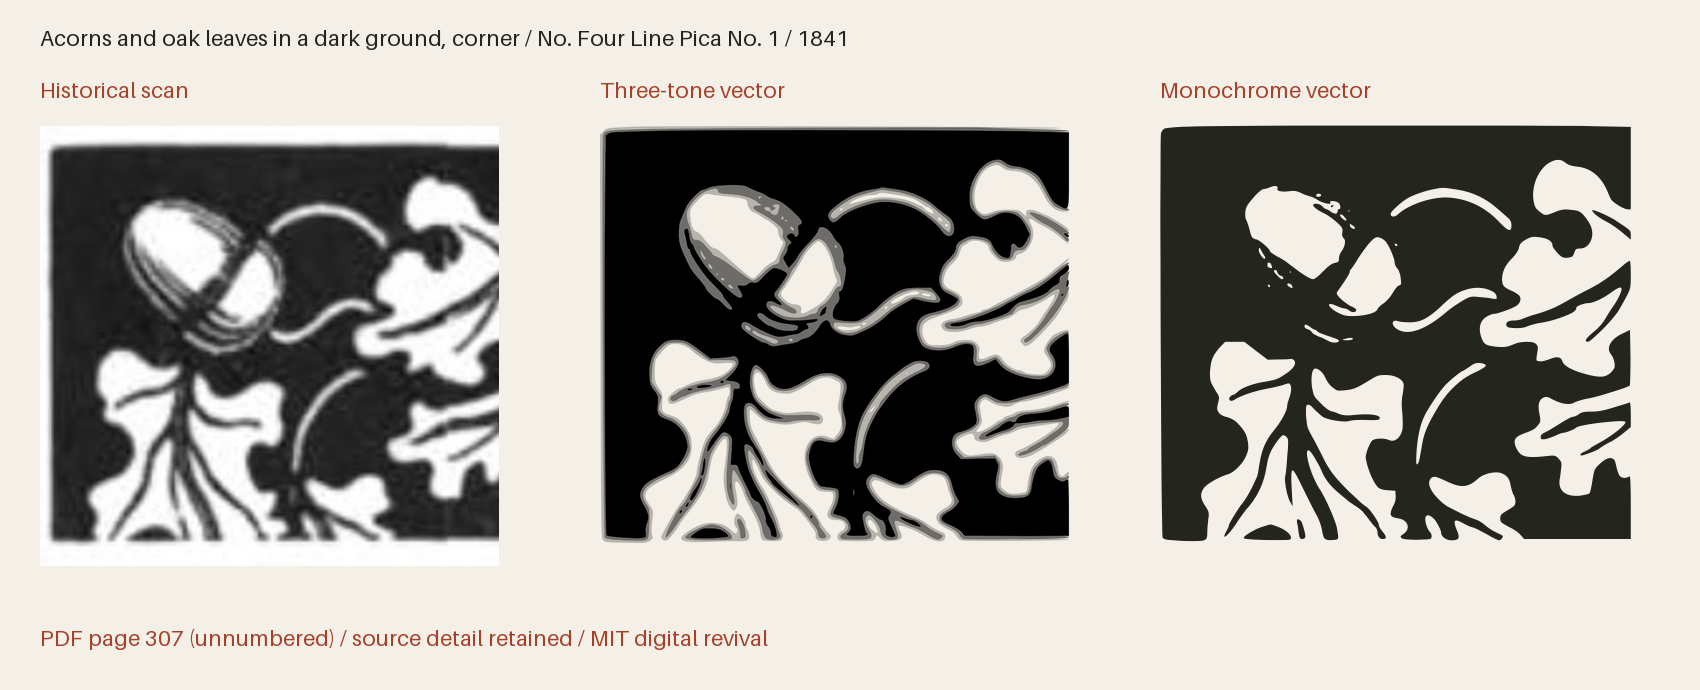 Acorns and oak leaves in a dark ground, corner / No. Four Line Pica No. 1 / 1841
Historical scan
Three-tone vector
Monochrome vector
PDF page 307 (unnumbered) / source detail retained / MIT digital revival